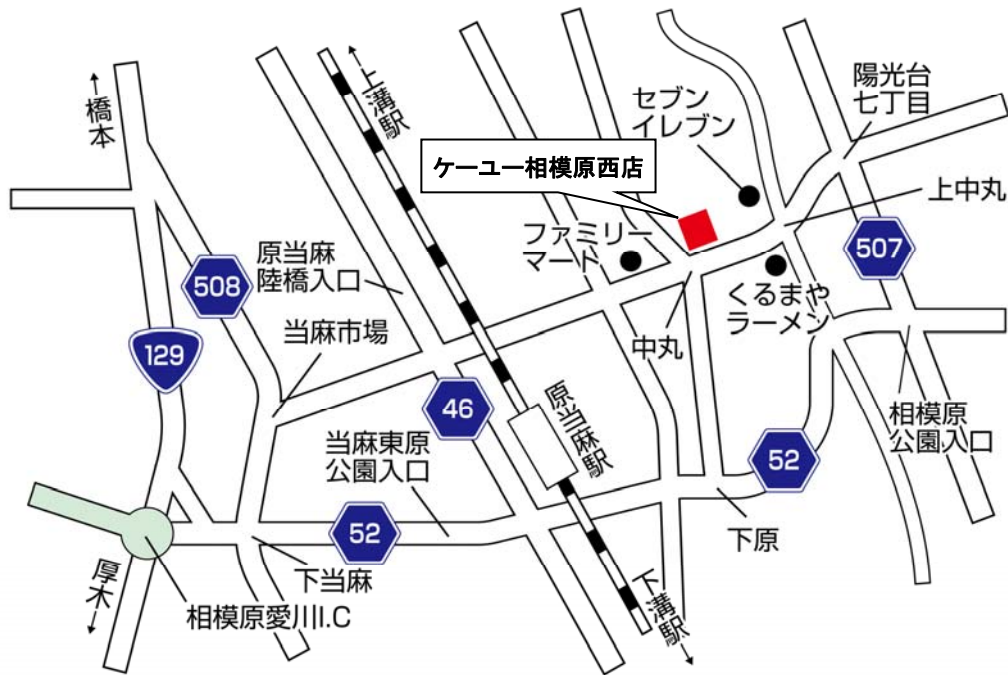 上溝駅
橋本
セブン
イレブン
陽光台
七丁目
ケーユー相模原西店
上中丸
ファミリー
マート
507
508
原当麻
陸橋入口
くるまや
ラーメン
当麻市場
中丸
129
46
原当麻駅
相模原
公園入口
当麻東原
公園入口
52
52
下原
下当麻
厚木
相模原愛川I.C
下溝駅